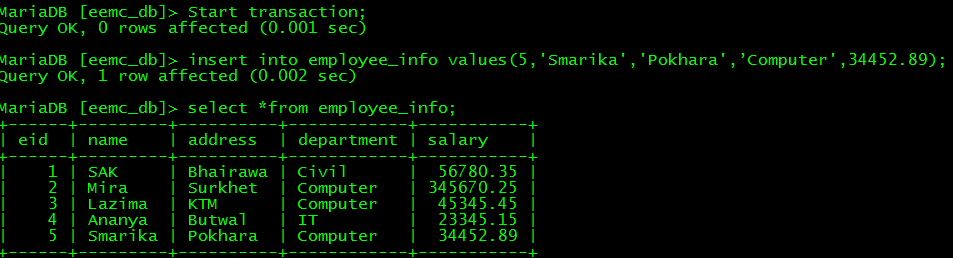 MariaDB [eemc_db]> Start transaction;
Query OK, 0 rows affected (0.001 sec)
MariaDB [eemc_db]> insert into employee_info values(5,'Smarika','Pokhara',’Computer',34452.89);
Query OK, 1 row affected (0.002 sec)
MariaDB [eemc_db]> select *from employee_info;
+------+---------+----------+------------+-----------+
| eid  | name    | address  | department | salary    |
+------+---------+----------+------------+-----------+
|    1 | SAK     | Bhairawa | Civil      |  56780.35 |
|    2 | Mira    | Surkhet  | Computer   | 345670.25 |
|    3 | Lazima  | KTM      | Computer   |  45345.45 |
|    4 | Ananya  | Butwal   | IT         |  23345.15 |
|    5 | Smarika | Pokhara  | Computer   |  34452.89 |
+------+---------+----------+------------+-----------+